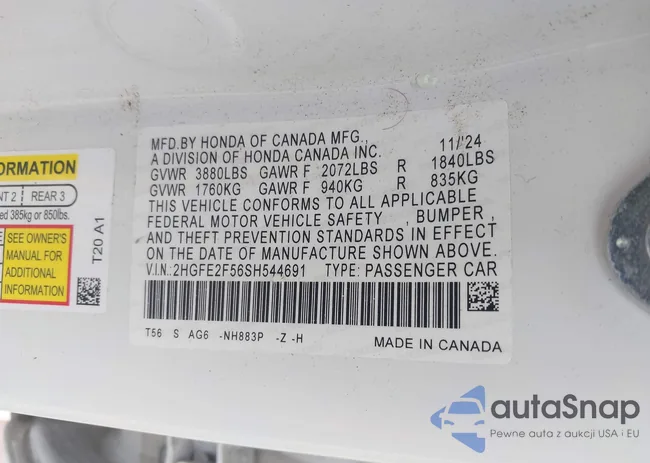 MFD.BY HONDA OF CANADA MFG., 11/'24
A DIVISION OF HONDA CANADA INC.
GVWR 3880LBS GAWR F 2072LBS R 1840LBS
GVWR 1760KG GAWR F 940KG R 835KG
THIS VEHICLE CONFORMS TO ALL APPLICABLE
FEDERAL MOTOR VEHICLE SAFETY , BUMPER ,
AND THEFT PREVENTION STANDARDS IN EFFECT
ON THE DATE OF MANUFACTURE SHOWN ABOVE.
V.I.N.: 2HGFE2F56SH544691 TYPE: PASSENGER CAR
T56 S AG6 -NH883P -Z -H
MADE IN CANADA
ORMATION
NT 2 REAR 3
ed 385kg or 850lbs.
SEE OWNER'S
MANUAL FOR
ADDITIONAL
INFORMATION
T20 A1
autaSnap
Pewne auta z aukcji USA i EU